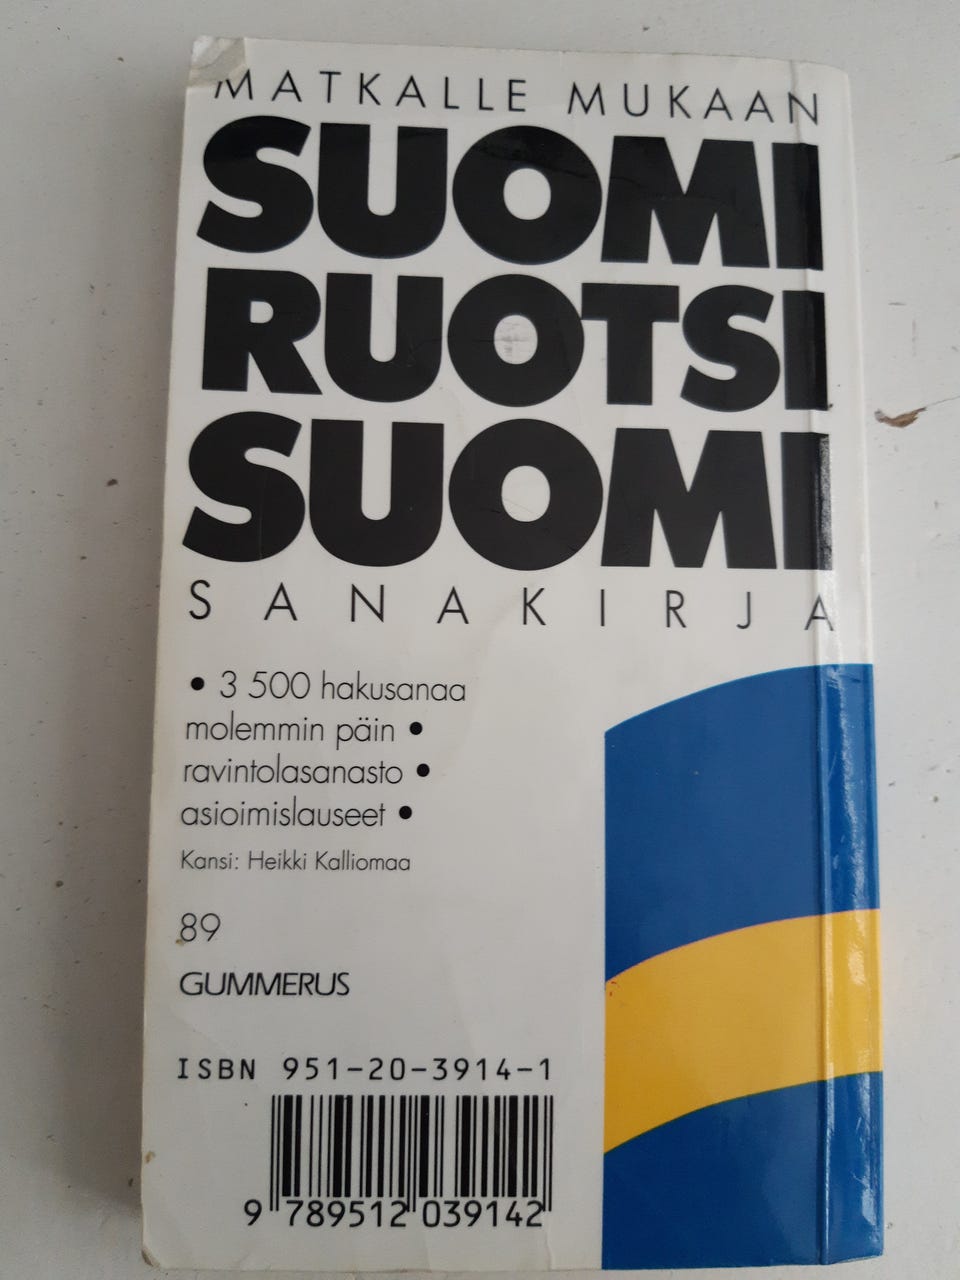 MATKALLE MUKAAN
SUOMI
RUOTSI
SUOMI
SANAKIRJA
• 3 500 hakusanaa
molemmin päin •
ravintolasanasto •
asioimislauseet •
Kansi: Heikki Kalliomaa
89
GUMMERUS
ISBN 951-20-3914-1
9 789512 039142